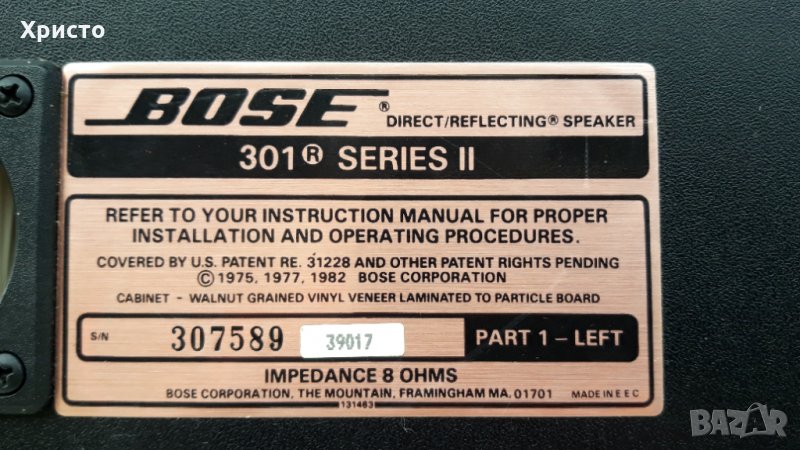 Христо
BOSE® DIRECT/REFLECTING® SPEAKER
301® SERIES II
REFER TO YOUR INSTRUCTION MANUAL FOR PROPER
INSTALLATION AND OPERATING PROCEDURES.
COVERED BY U.S. PATENT RE. 31228 AND OTHER PATENT RIGHTS PENDING
© 1975, 1977, 1982 BOSE CORPORATION
CABINET - WALNUT GRAINED VINYL VENEER LAMINATED TO PARTICLE BOARD
S/N 307589 39017 PART 1 - LEFT
IMPEDANCE 8 OHMS
BOSE CORPORATION, THE MOUNTAIN, FRAMINGHAM MA. 01701 MADE IN E E C
131463
BAZAR